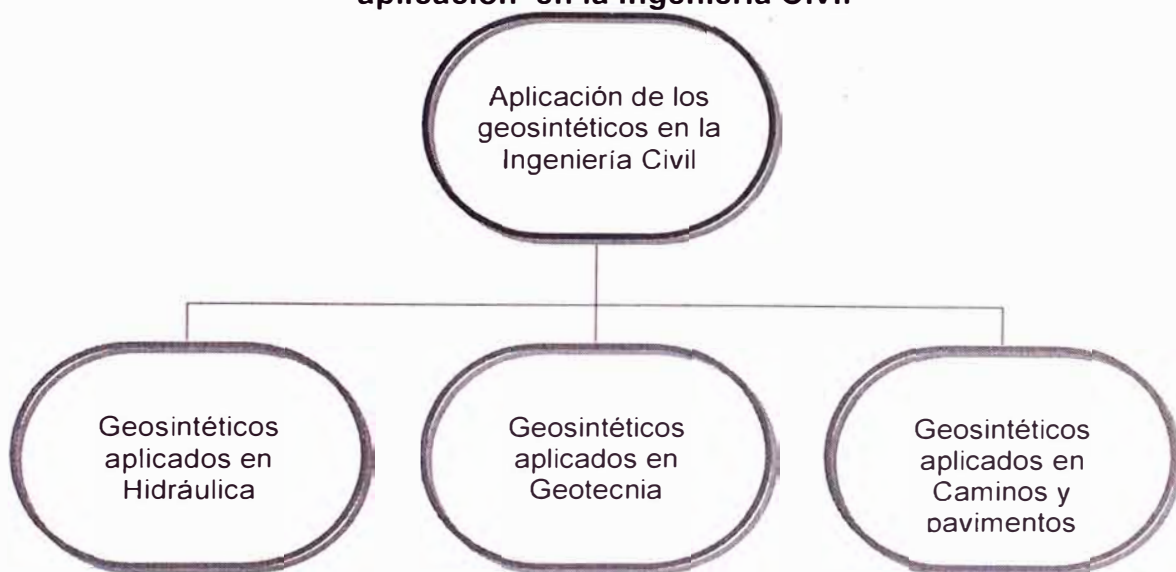 aplicación en la Ingeniería Civil
Aplicación de los
geosintéticos en la
Ingeniería Civil
Geosintéticos
aplicados en
Hidráulica
Geosintéticos
aplicados en
Geotecnia
Geosintéticos
aplicados en
Caminos y
pavimentos